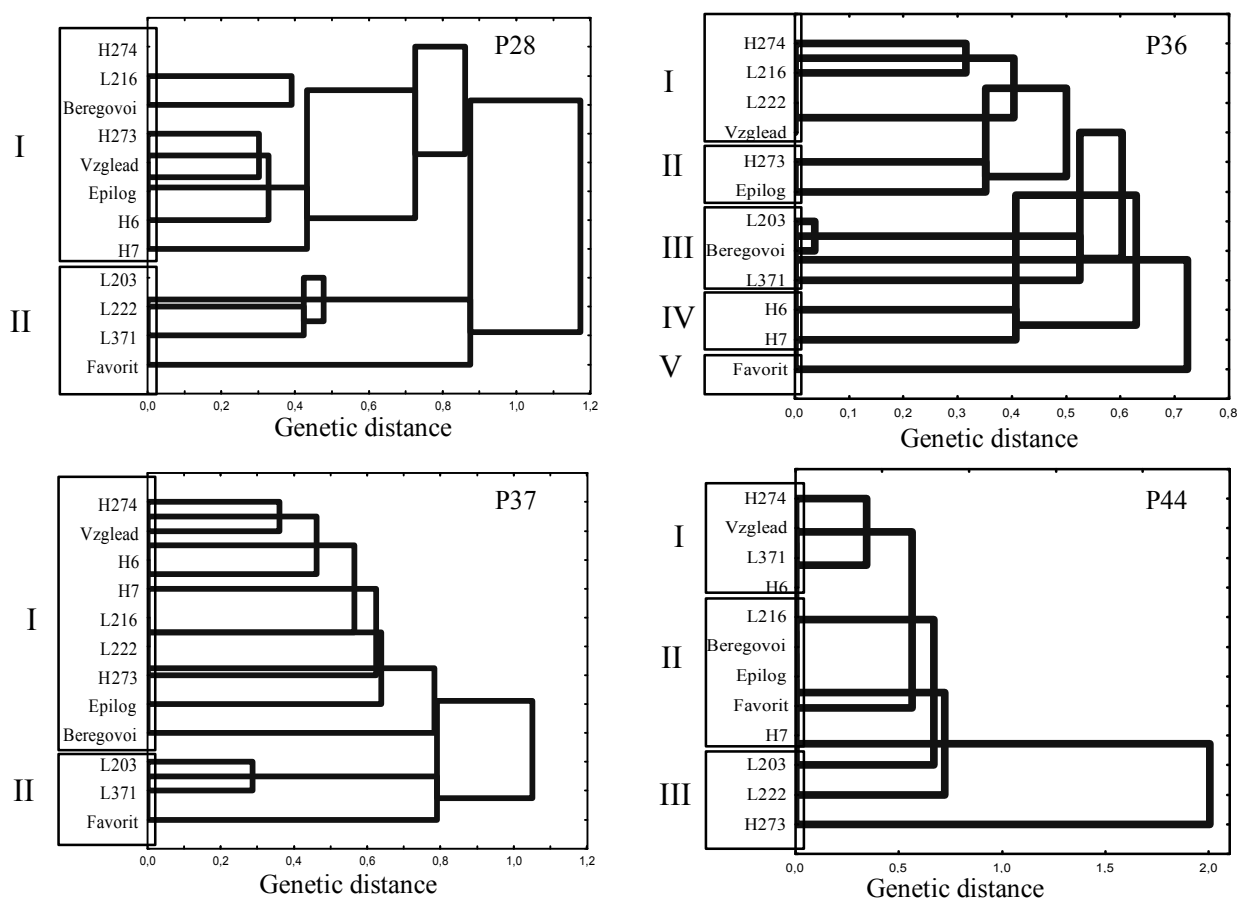 P28
I
H274
L216
Beregovoi
H273
Vzglead
Epilog
H6
H7
II
L203
L222
L371
Favorit
0,0 0,2 0,4 0,6 0,8 1,0 1,2
Genetic distance
P36
I
H274
L216
L222
Vzglead
II
H273
Epilog
III
L203
Beregovoi
L371
IV
H6
H7
V
Favorit
0,0 0,1 0,2 0,3 0,4 0,5 0,6 0,7 0,8
Genetic distance
P37
I
H274
Vzglead
H6
H7
L216
L222
H273
Epilog
Beregovoi
II
L203
L371
Favorit
0,0 0,2 0,4 0,6 0,8 1,0 1,2
Genetic distance
P44
I
H274
Vzglead
L371
H6
II
L216
Beregovoi
Epilog
Favorit
H7
III
L203
L222
H273
0,0 0,5 1,0 1,5 2,0
Genetic distance